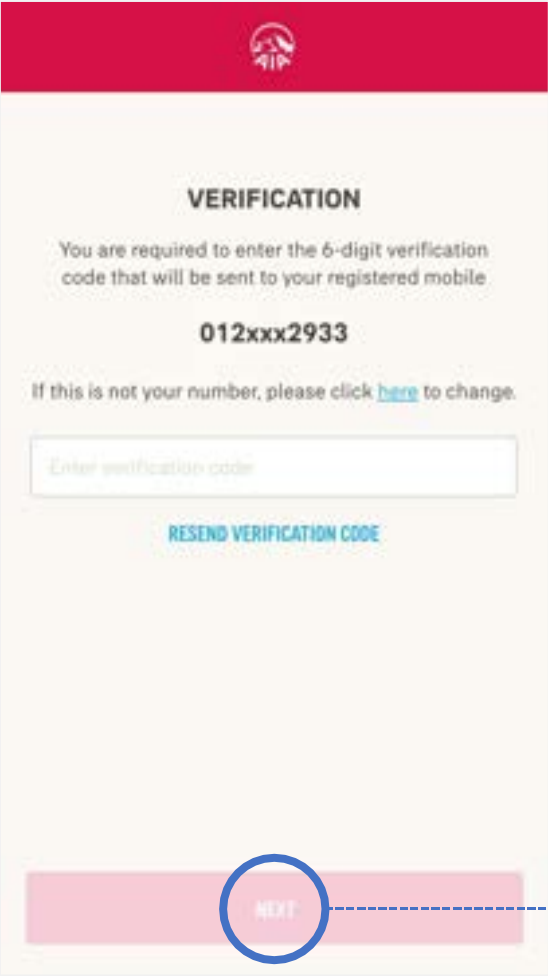 AIA
VERIFICATION
You are required to enter the 6-digit verification
code that will be sent to your registered mobile
012xxx2933
If this is not your number, please click here to change.
Enter verification code
RESEND VERIFICATION CODE
NEXT